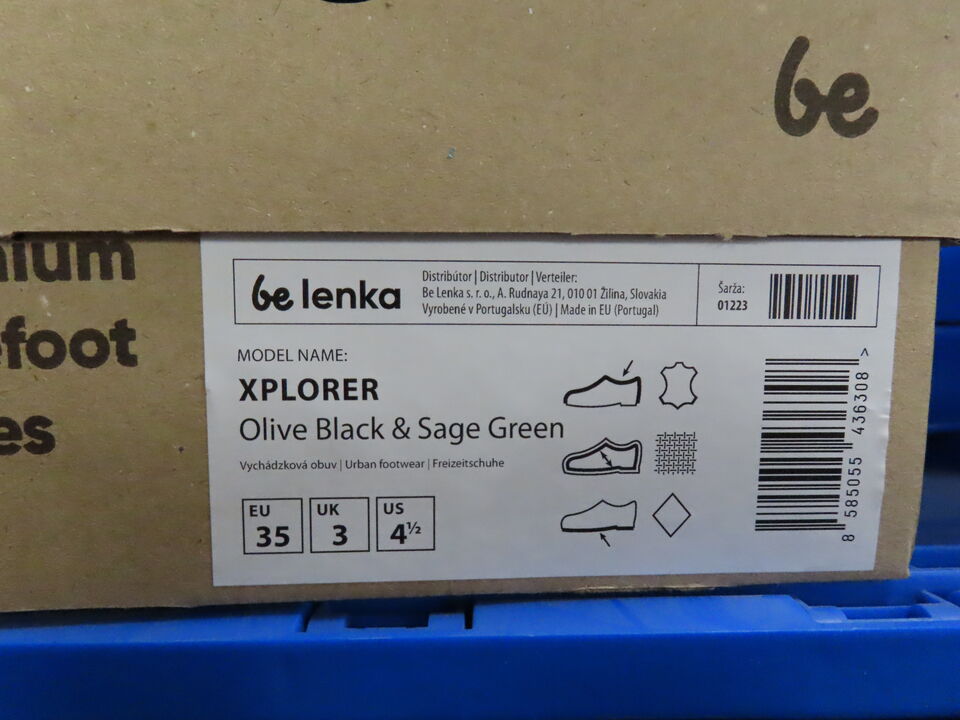 be
nium
efoot
es
be lenka
Distribútor | Distributor | Verteiler:
Be Lenka s. r. o., A. Rudnaya 21, 010 01 Žilina, Slovakia
Vyrobené v Portugalsku (EÚ) | Made in EU (Portugal)
Šarža:
01223
MODEL NAME:
XPLORER
Olive Black & Sage Green
Vychádzková obuv | Urban footwear | Freizeitschuhe
EU
35
UK
3
US
4½
8 585055 436308 >